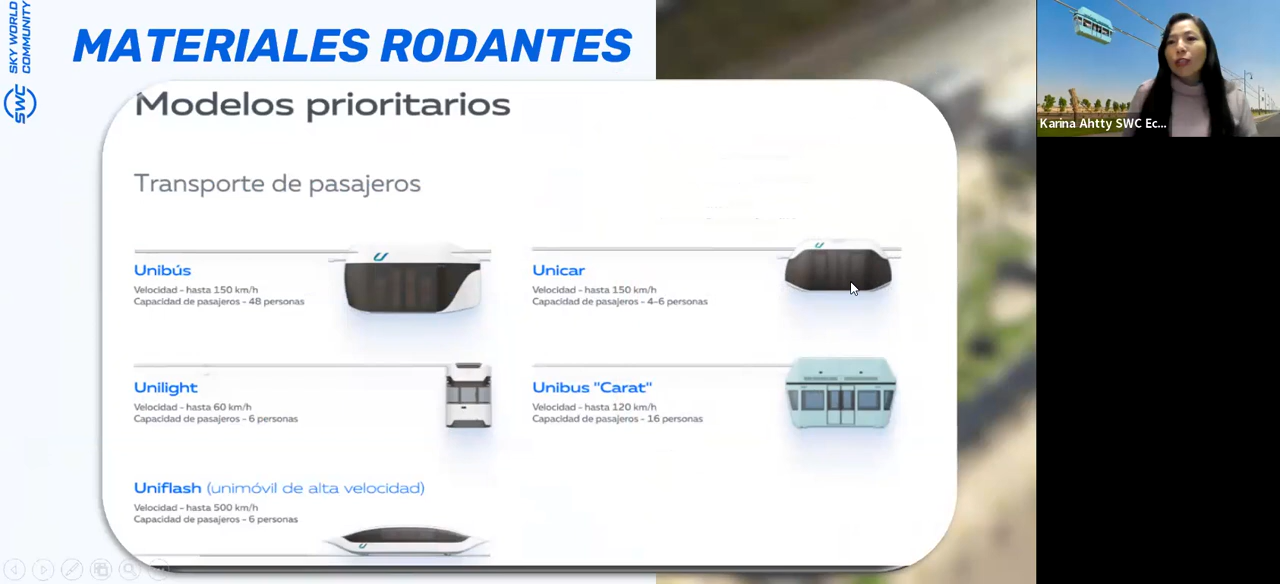 SKY WORLD
COMMUNITY
SWC
MATERIALES RODANTES
Modelos prioritarios
Transporte de pasajeros
Unibús
Velocidad - hasta 150 km/h
Capacidad de pasajeros - 48 personas
Unicar
Velocidad - hasta 150 km/h
Capacidad de pasajeros - 4-6 personas
Unilight
Velocidad - hasta 60 km/h
Capacidad de pasajeros - 6 personas
Unibus "Carat"
Velocidad - hasta 120 km/h
Capacidad de pasajeros - 16 personas
Uniflash (unimóvil de alta velocidad)
Velocidad - hasta 500 km/h
Capacidad de pasajeros - 6 personas
Karina Ahtty SWC Ec...